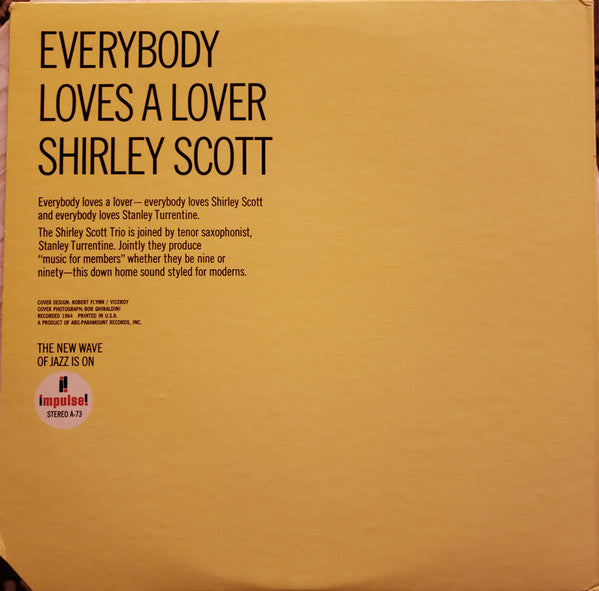 EVERYBODY
LOVES A LOVER
SHIRLEY SCOTT
Everybody loves a lover—everybody loves Shirley Scott
and everybody loves Stanley Turrentine.
The Shirley Scott Trio is joined by tenor saxophonist,
Stanley Turrentine. Jointly they produce
“music for members” whether they be nine or
ninety—this down home sound styled for moderns.
COVER DESIGN: ROBERT FLYNN / VICEROY
COVER PHOTOGRAPH: BOB GHIRALDINI
RECORDED 1964 PRINTED IN U.S.A.
A PRODUCT OF ABC-PARAMOUNT RECORDS, INC.
THE NEW WAVE
OF JAZZ IS ON
i!
impulse!
STEREO A-73